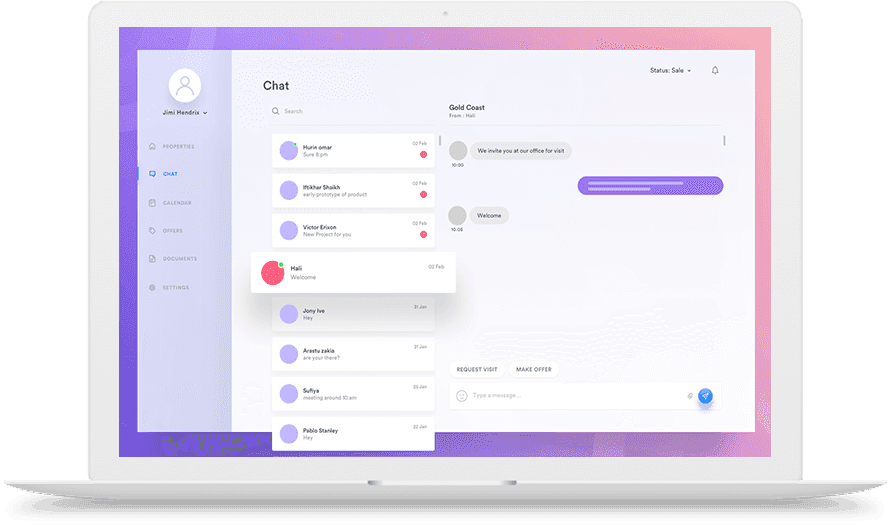 Jimi Hendrix
PROPERTIES
CHAT
CALENDAR
OFFERS
DOCUMENTS
SETTINGS
Chat
Search
Hurin omar
02 Feb
Sure 8:pm
Iftikhar Shaikh
02 Feb
early prototype of product
Victor Erixon
02 Feb
New Project for you
Hali
02 Feb
Welcome
Jony Ive
31 Jan
Hey
Arastu zakia
31 Jan
are your there?
Sufiya
23 Jan
meeting around 10:am
Pablo Stanley
22 Jan
Hey
Status: Sale
Gold Coast
From : Hali
We invite you at our office for visit
10:00
Welcome
10:06
REQUEST VISIT
MAKE OFFER
Type a message...